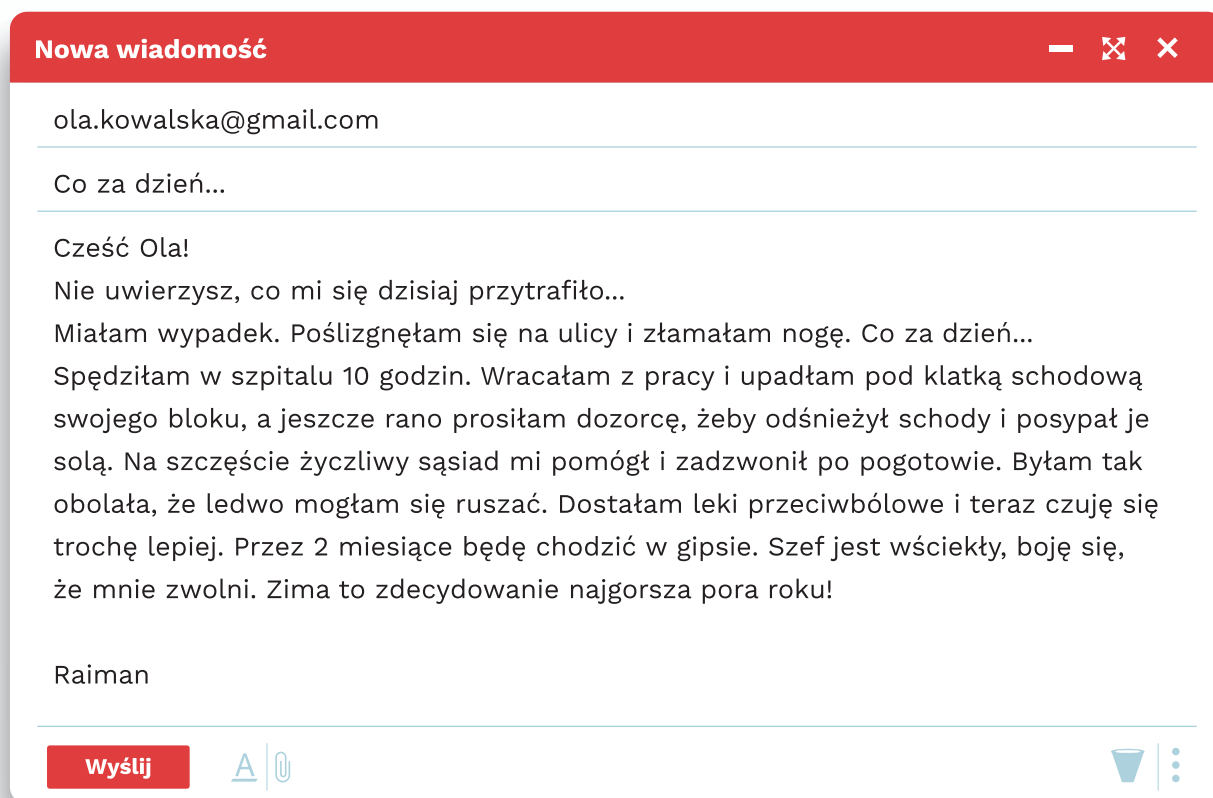 Nowa wiadomość
ola.kowalska@gmail.com
Co za dzień...
Cześć Ola!
Nie uwierzysz, co mi się dzisiaj przytrafiło...
Miałam wypadek. Poślizgnęłam się na ulicy i złamałam nogę. Co za dzień...
Spędziłam w szpitalu 10 godzin. Wracałam z pracy i upadłam pod klatką schodową
swojego bloku, a jeszcze rano prosiłam dozorcę, żeby odśnieżył schody i posypał je
solą. Na szczęście życzliwy sąsiad mi pomógł i zadzwonił po pogotowie. Byłam tak
obolała, że ledwo mogłam się ruszać. Dostałam leki przeciwbólowe i teraz czuję się
trochę lepiej. Przez 2 miesiące będę chodzić w gipsie. Szef jest wściekły, boję się,
że mnie zwolni. Zima to zdecydowanie najgorsza pora roku!
Raiman
Wyślij
A